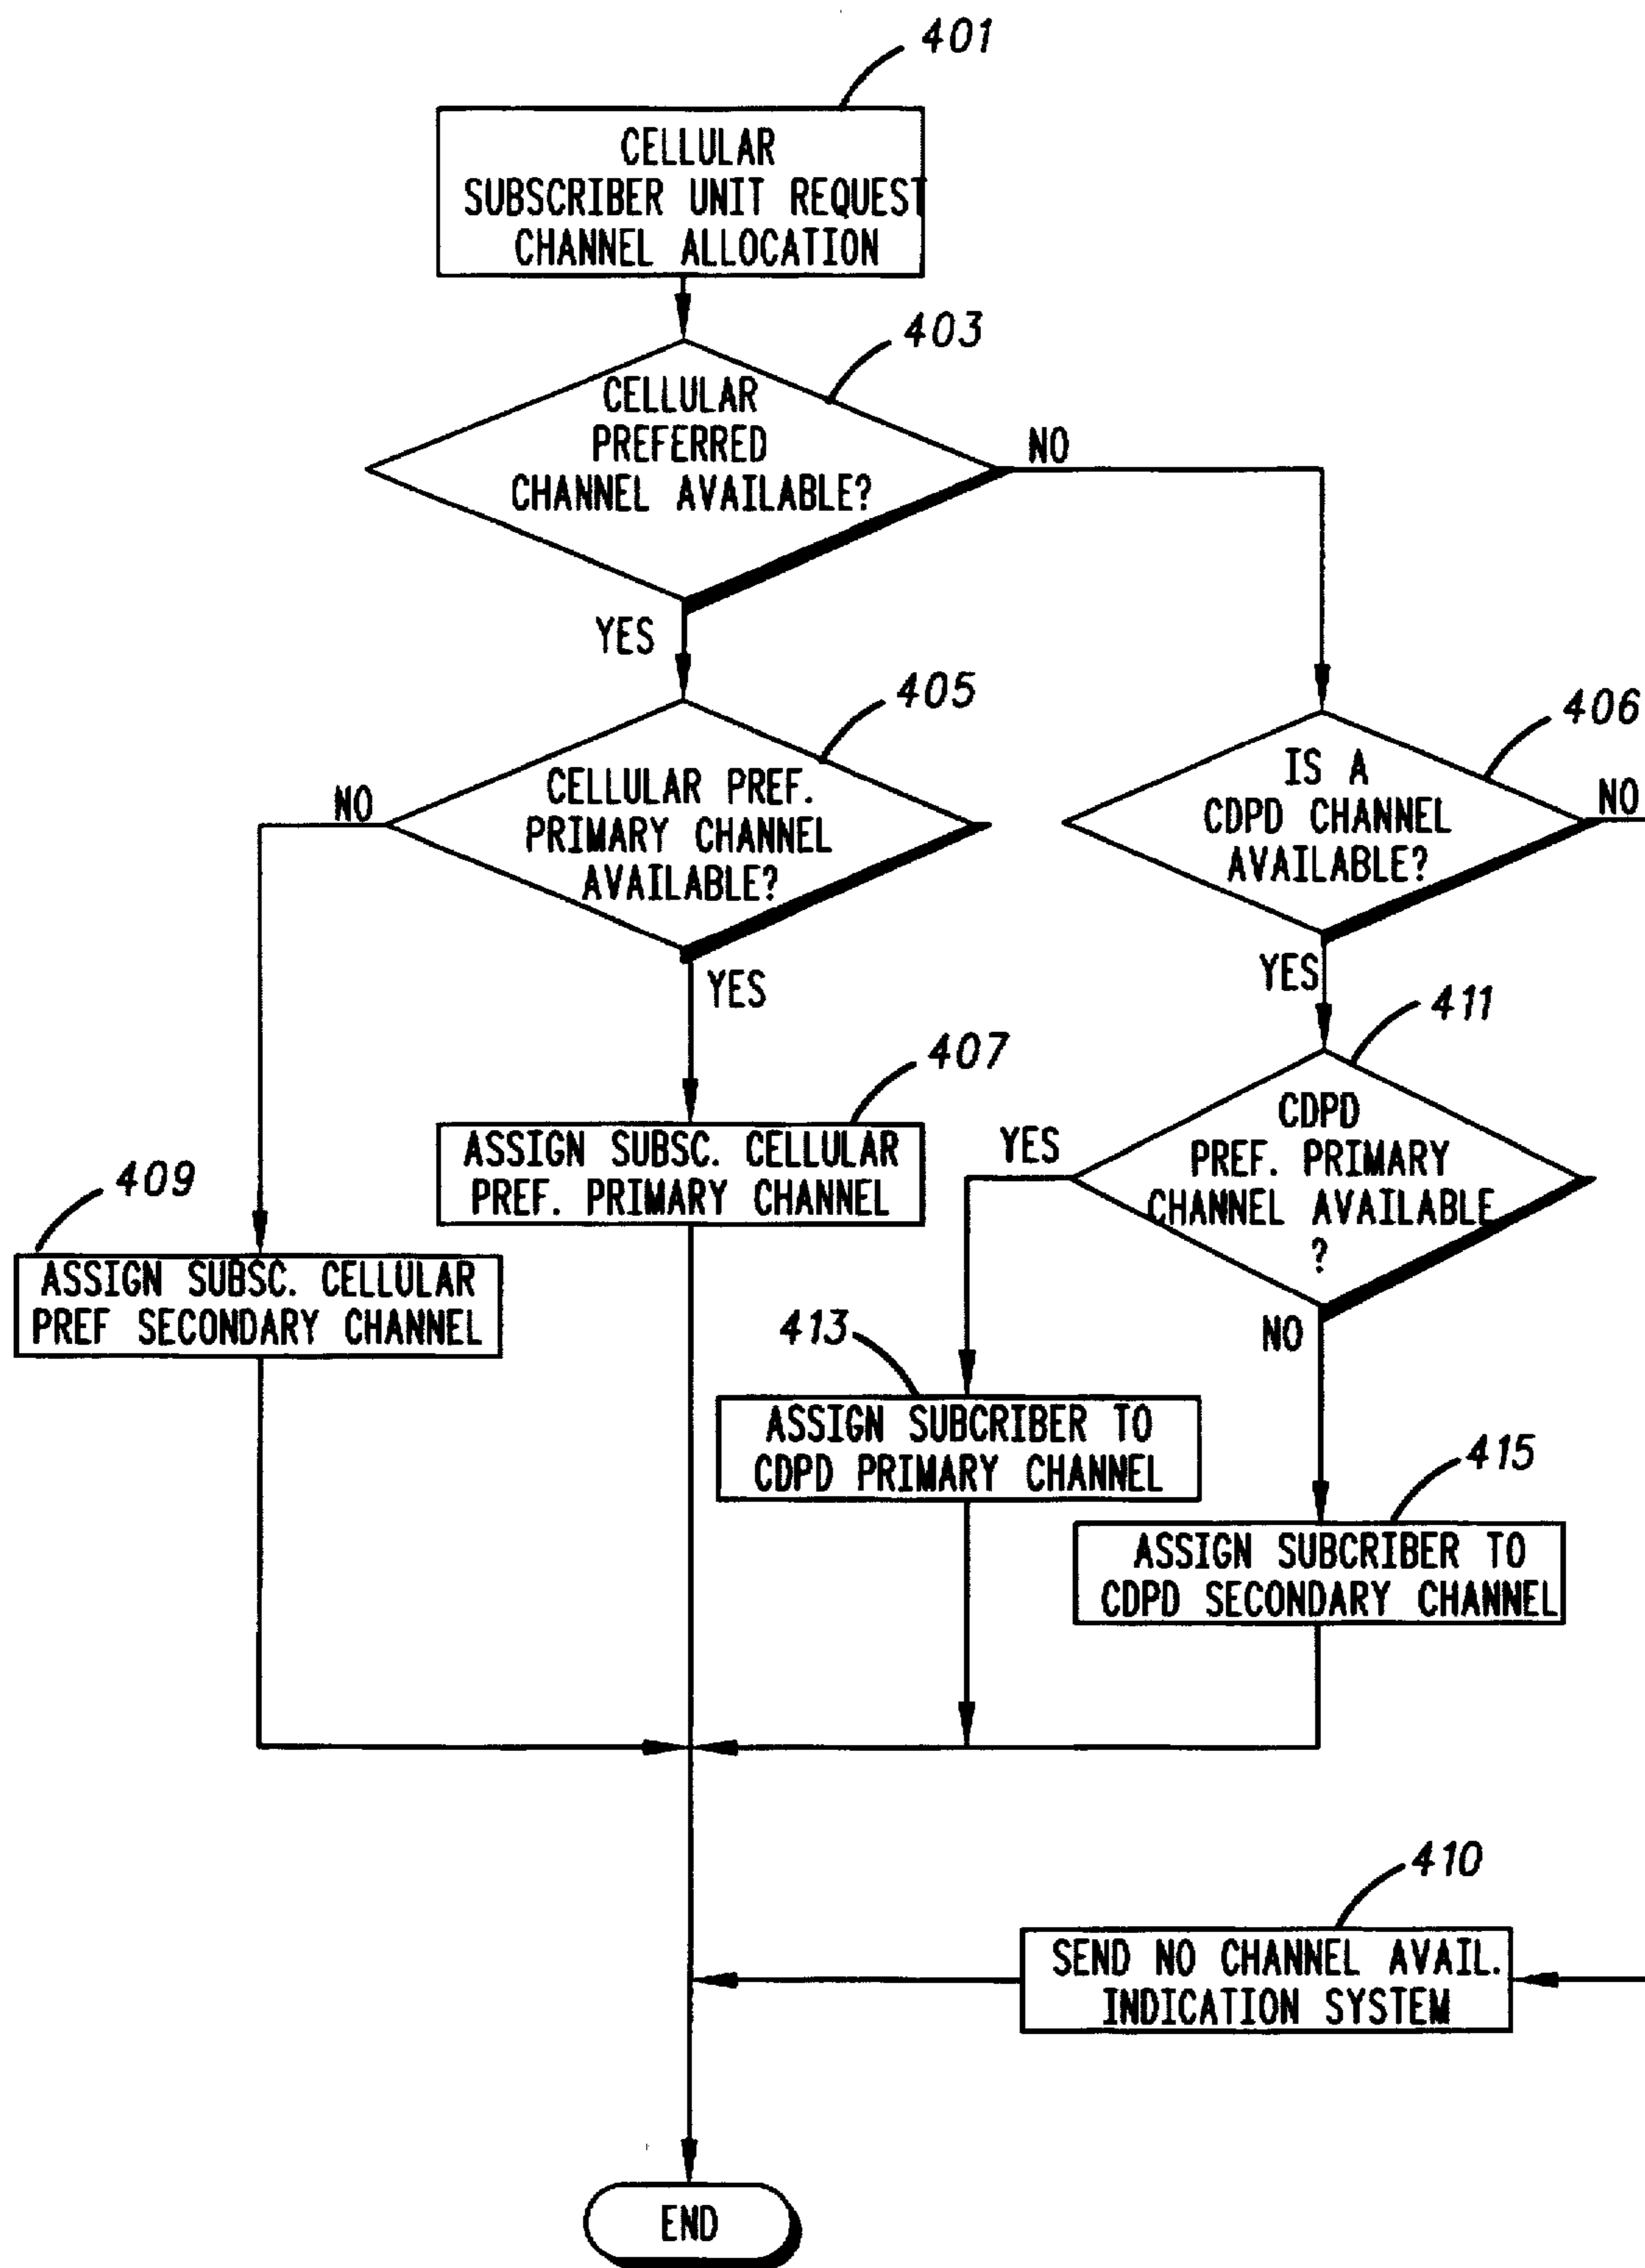 401
CELLULAR
SUBSCRIBER UNIT REQUEST
CHANNEL ALLOCATION
403
CELLULAR
PREFERRED
CHANNEL AVAILABLE?
NO
YES
405
CELLULAR PREF.
PRIMARY CHANNEL
AVAILABLE?
NO
YES
406
IS A
CDPD CHANNEL
AVAILABLE?
NO
YES
411
CDPD
PREF. PRIMARY
CHANNEL AVAILABLE
?
YES
NO
407
ASSIGN SUBSC. CELLULAR
PREF. PRIMARY CHANNEL
409
ASSIGN SUBSC. CELLULAR
PREF SECONDARY CHANNEL
413
ASSIGN SUBCRIBER TO
CDPD PRIMARY CHANNEL
415
ASSIGN SUBCRIBER TO
CDPD SECONDARY CHANNEL
410
SEND NO CHANNEL AVAIL.
INDICATION SYSTEM
END